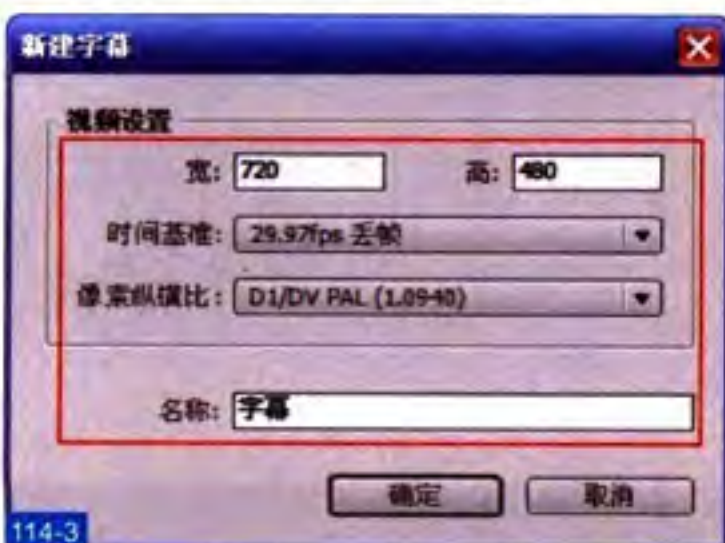 新建字幕
视频设置
宽: 720 高: 480
时间基准: 29.97fps 丢帧
像素纵横比: D1/DV PAL (1.0940)
名称: 字幕
确定 取消
114-3